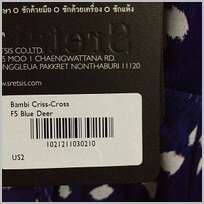 ซักด้วยมือ ซักด้วยเครื่อง ซักแห้ง
SRETSIS CO.,LTD.
5 MOO 1 CHAENGWATTANA RD.
PAKKRET NONTHABURI 11120
www.sretsis.com
Bambi Criss-Cross
FS Blue Deer
1021211030210
US2